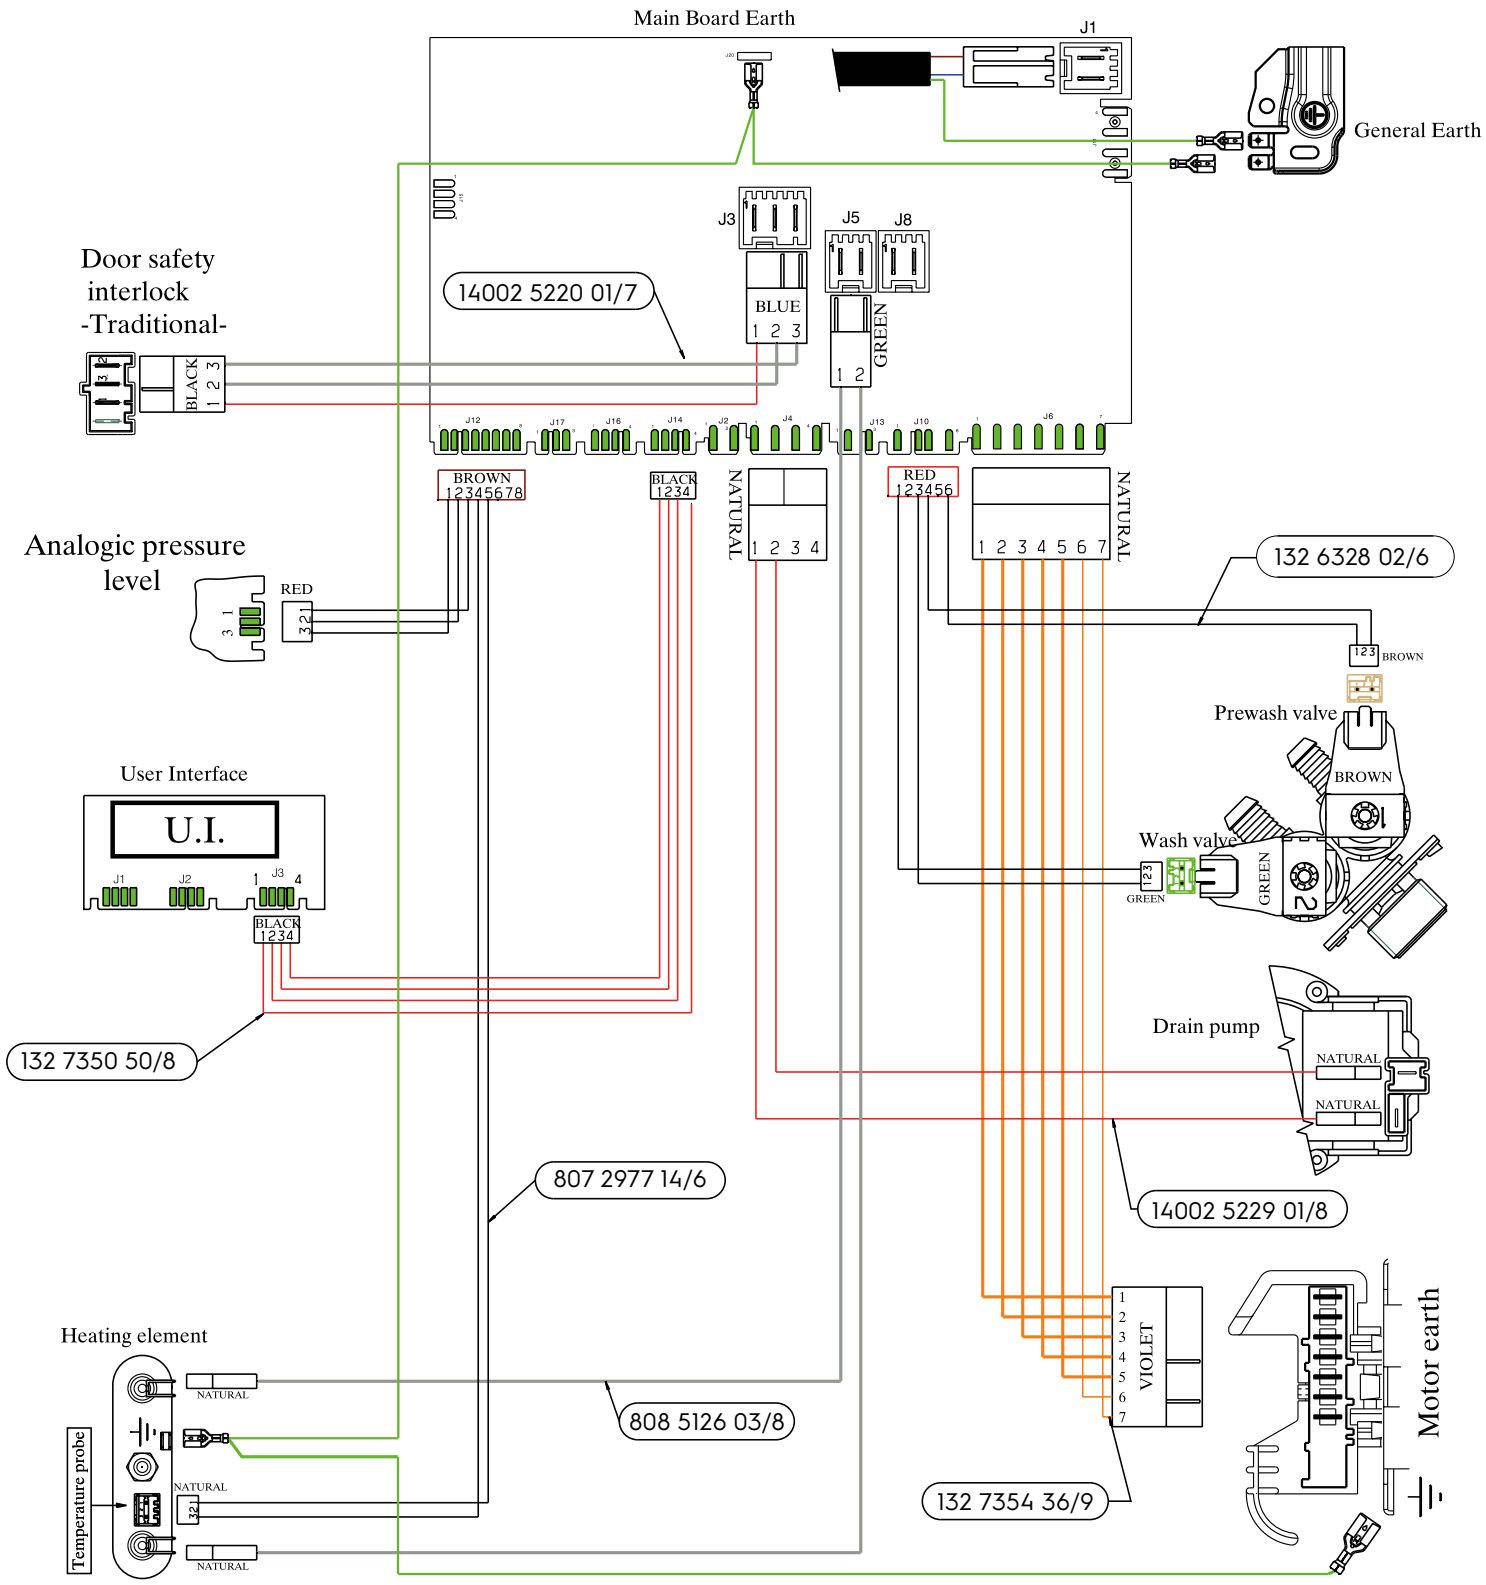 Main Board Earth
J1
J20
General Earth
J15
J3
J5
J8
Door safety
interlock
-Traditional-
14002 5220 01/7
BLUE
1 2 3
GREEN
1 2
BLACK
1 2 3
2
3
1
J12
J17
J16
J14
J2
J4
J13
J10
J6
BROWN
12345678
BLACK
1234
NATURAL
1 2 3 4
RED
123456
NATURAL
1 2 3 4 5 6 7
Analogic pressure
level
RED
1
3
321
132 6328 02/6
123
BROWN
Prewash valve
BROWN
1
User Interface
U.I.
J1
J2
J3
1
4
BLACK
1234
Wash valve
GREEN
123
GREEN
2
132 7350 50/8
Drain pump
NATURAL
NATURAL
807 2977 14/6
14002 5229 01/8
Heating element
NATURAL
808 5126 03/8
Temperature probe
NATURAL
321
NATURAL
1
2
3
4
5
6
7
VIOLET
132 7354 36/9
Motor earth